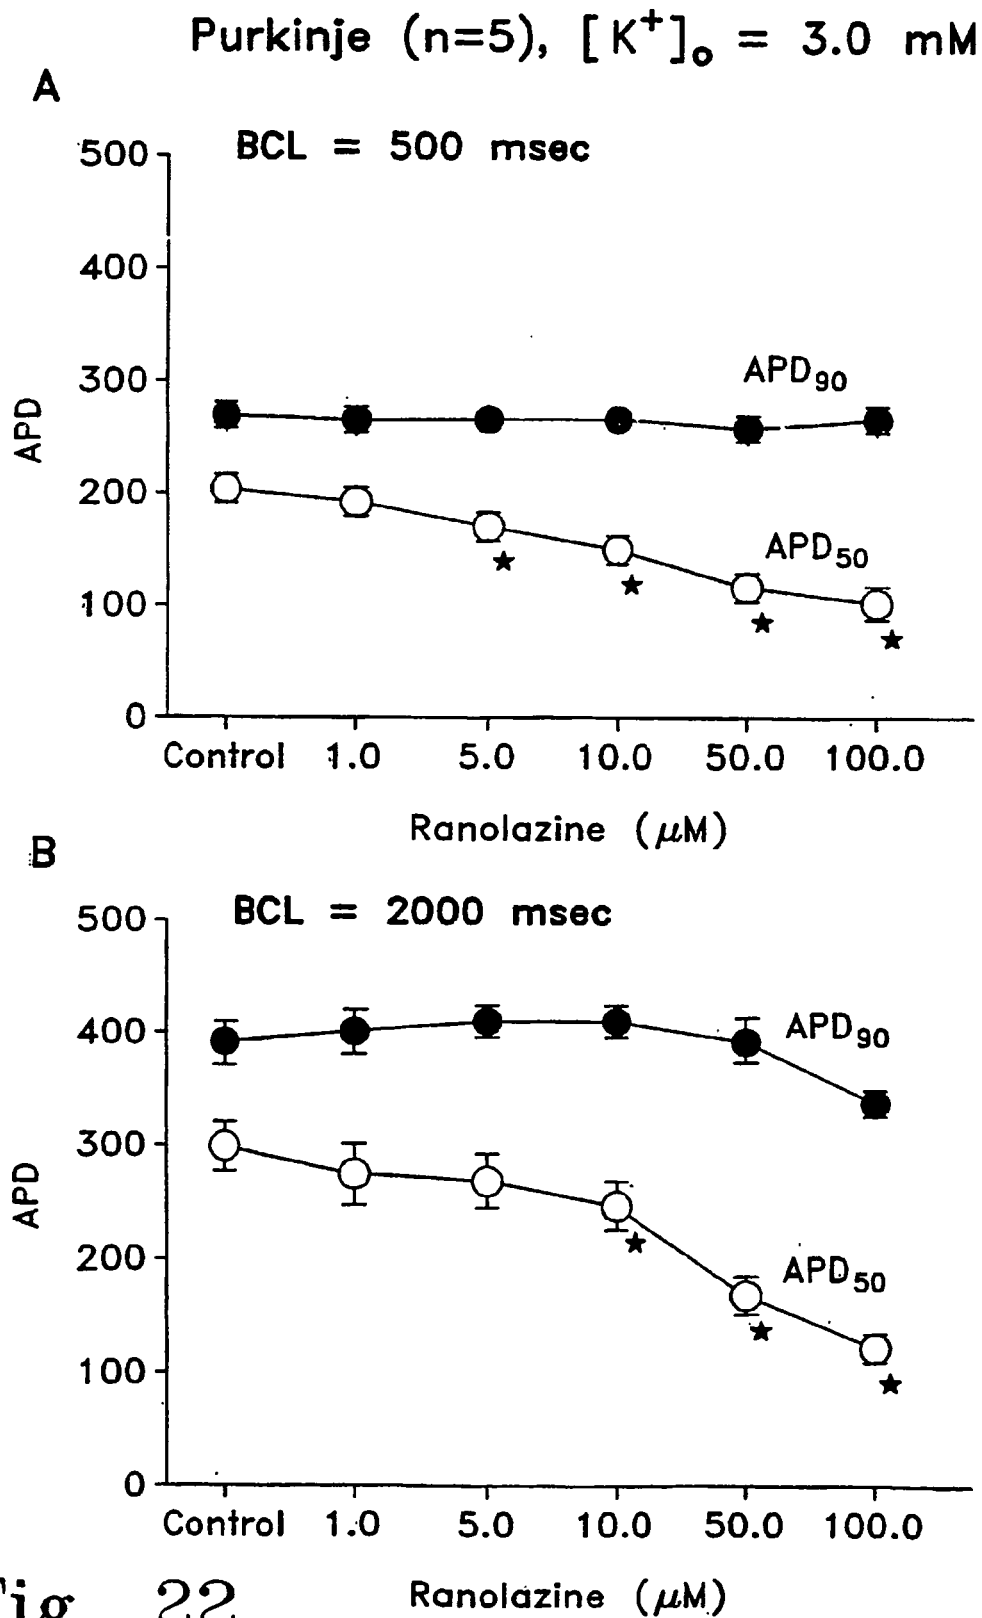 Purkinje (n=5), [K⁺]ₒ = 3.0 mM
A
BCL = 500 msec
500
400
300
200
100
0
APD
APD₉₀
APD₅₀
★
★
★
★
Control 1.0 5.0 10.0 50.0 100.0
Ranolazine (μM)
B
BCL = 2000 msec
500
400
300
200
100
0
APD
APD₉₀
APD₅₀
★
★
★
Control 1.0 5.0 10.0 50.0 100.0
Ranolazine (μM)
Fig 22